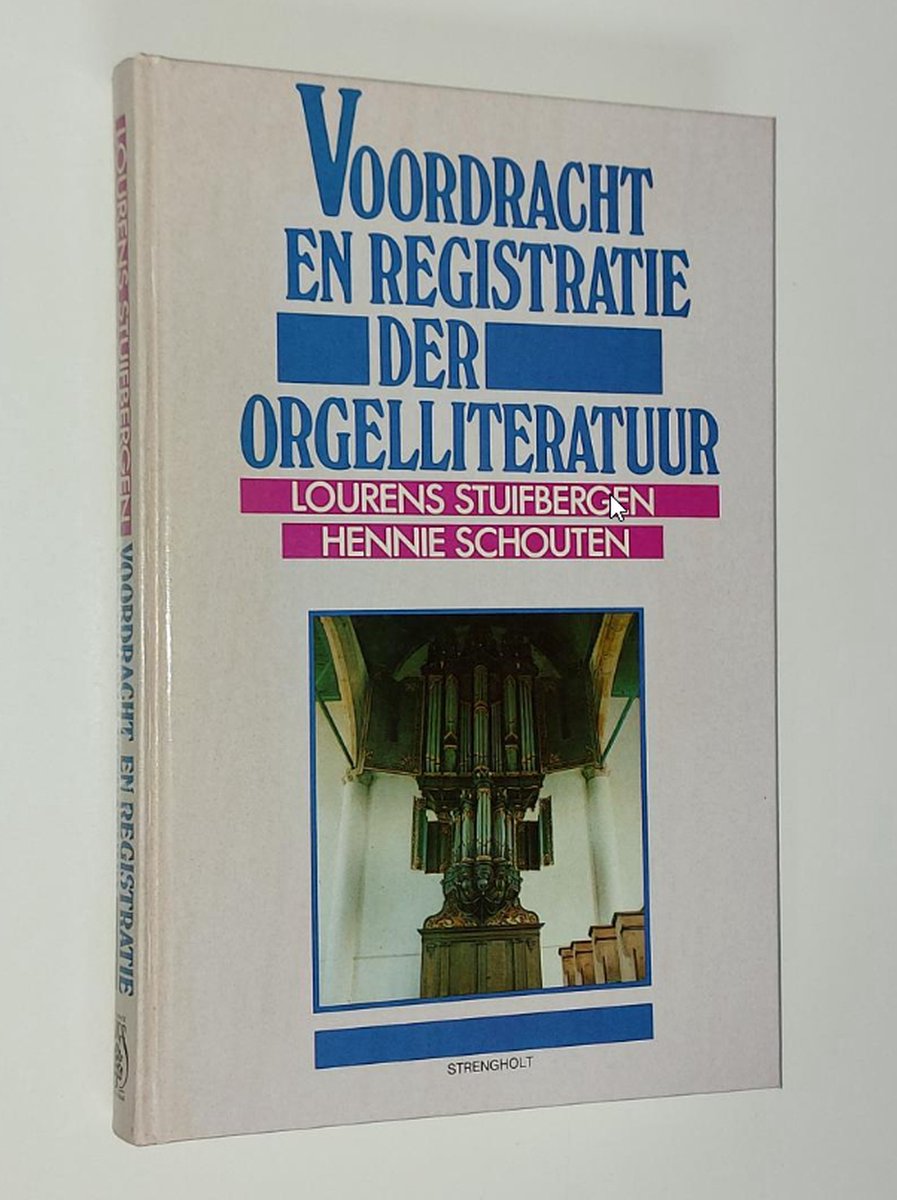 VOORDRACHT
EN REGISTRATIE
DER
ORGELLITERATUUR
LOURENS STUIFBERGEN
HENNIE SCHOUTEN
STRENGHOLT
LOURENS STUIFBERGEN VOORDRACHT EN REGISTRATIE